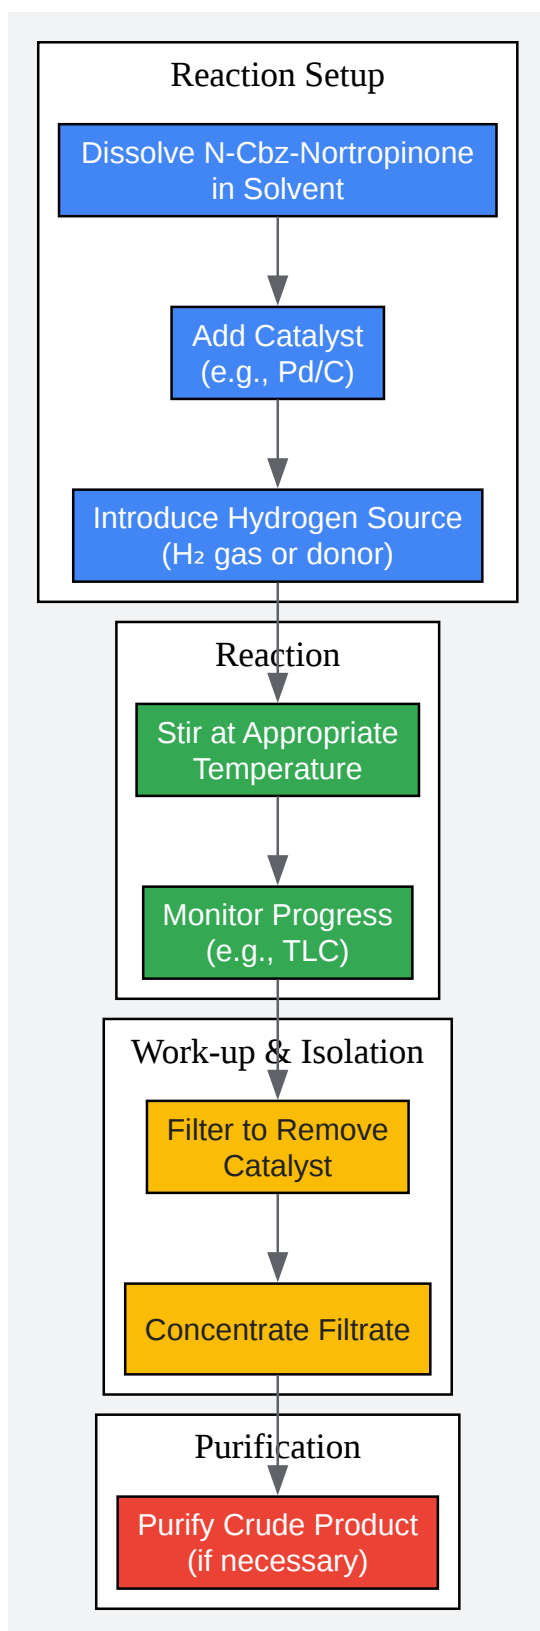 Reaction Setup
Dissolve N-Cbz-Nortropinone
in Solvent
Add Catalyst
(e.g., Pd/C)
Introduce Hydrogen Source
(H₂ gas or donor)
Reaction
Stir at Appropriate
Temperature
Monitor Progress
(e.g., TLC)
Work-up & Isolation
Filter to Remove
Catalyst
Concentrate Filtrate
Purification
Purify Crude Product
(if necessary)